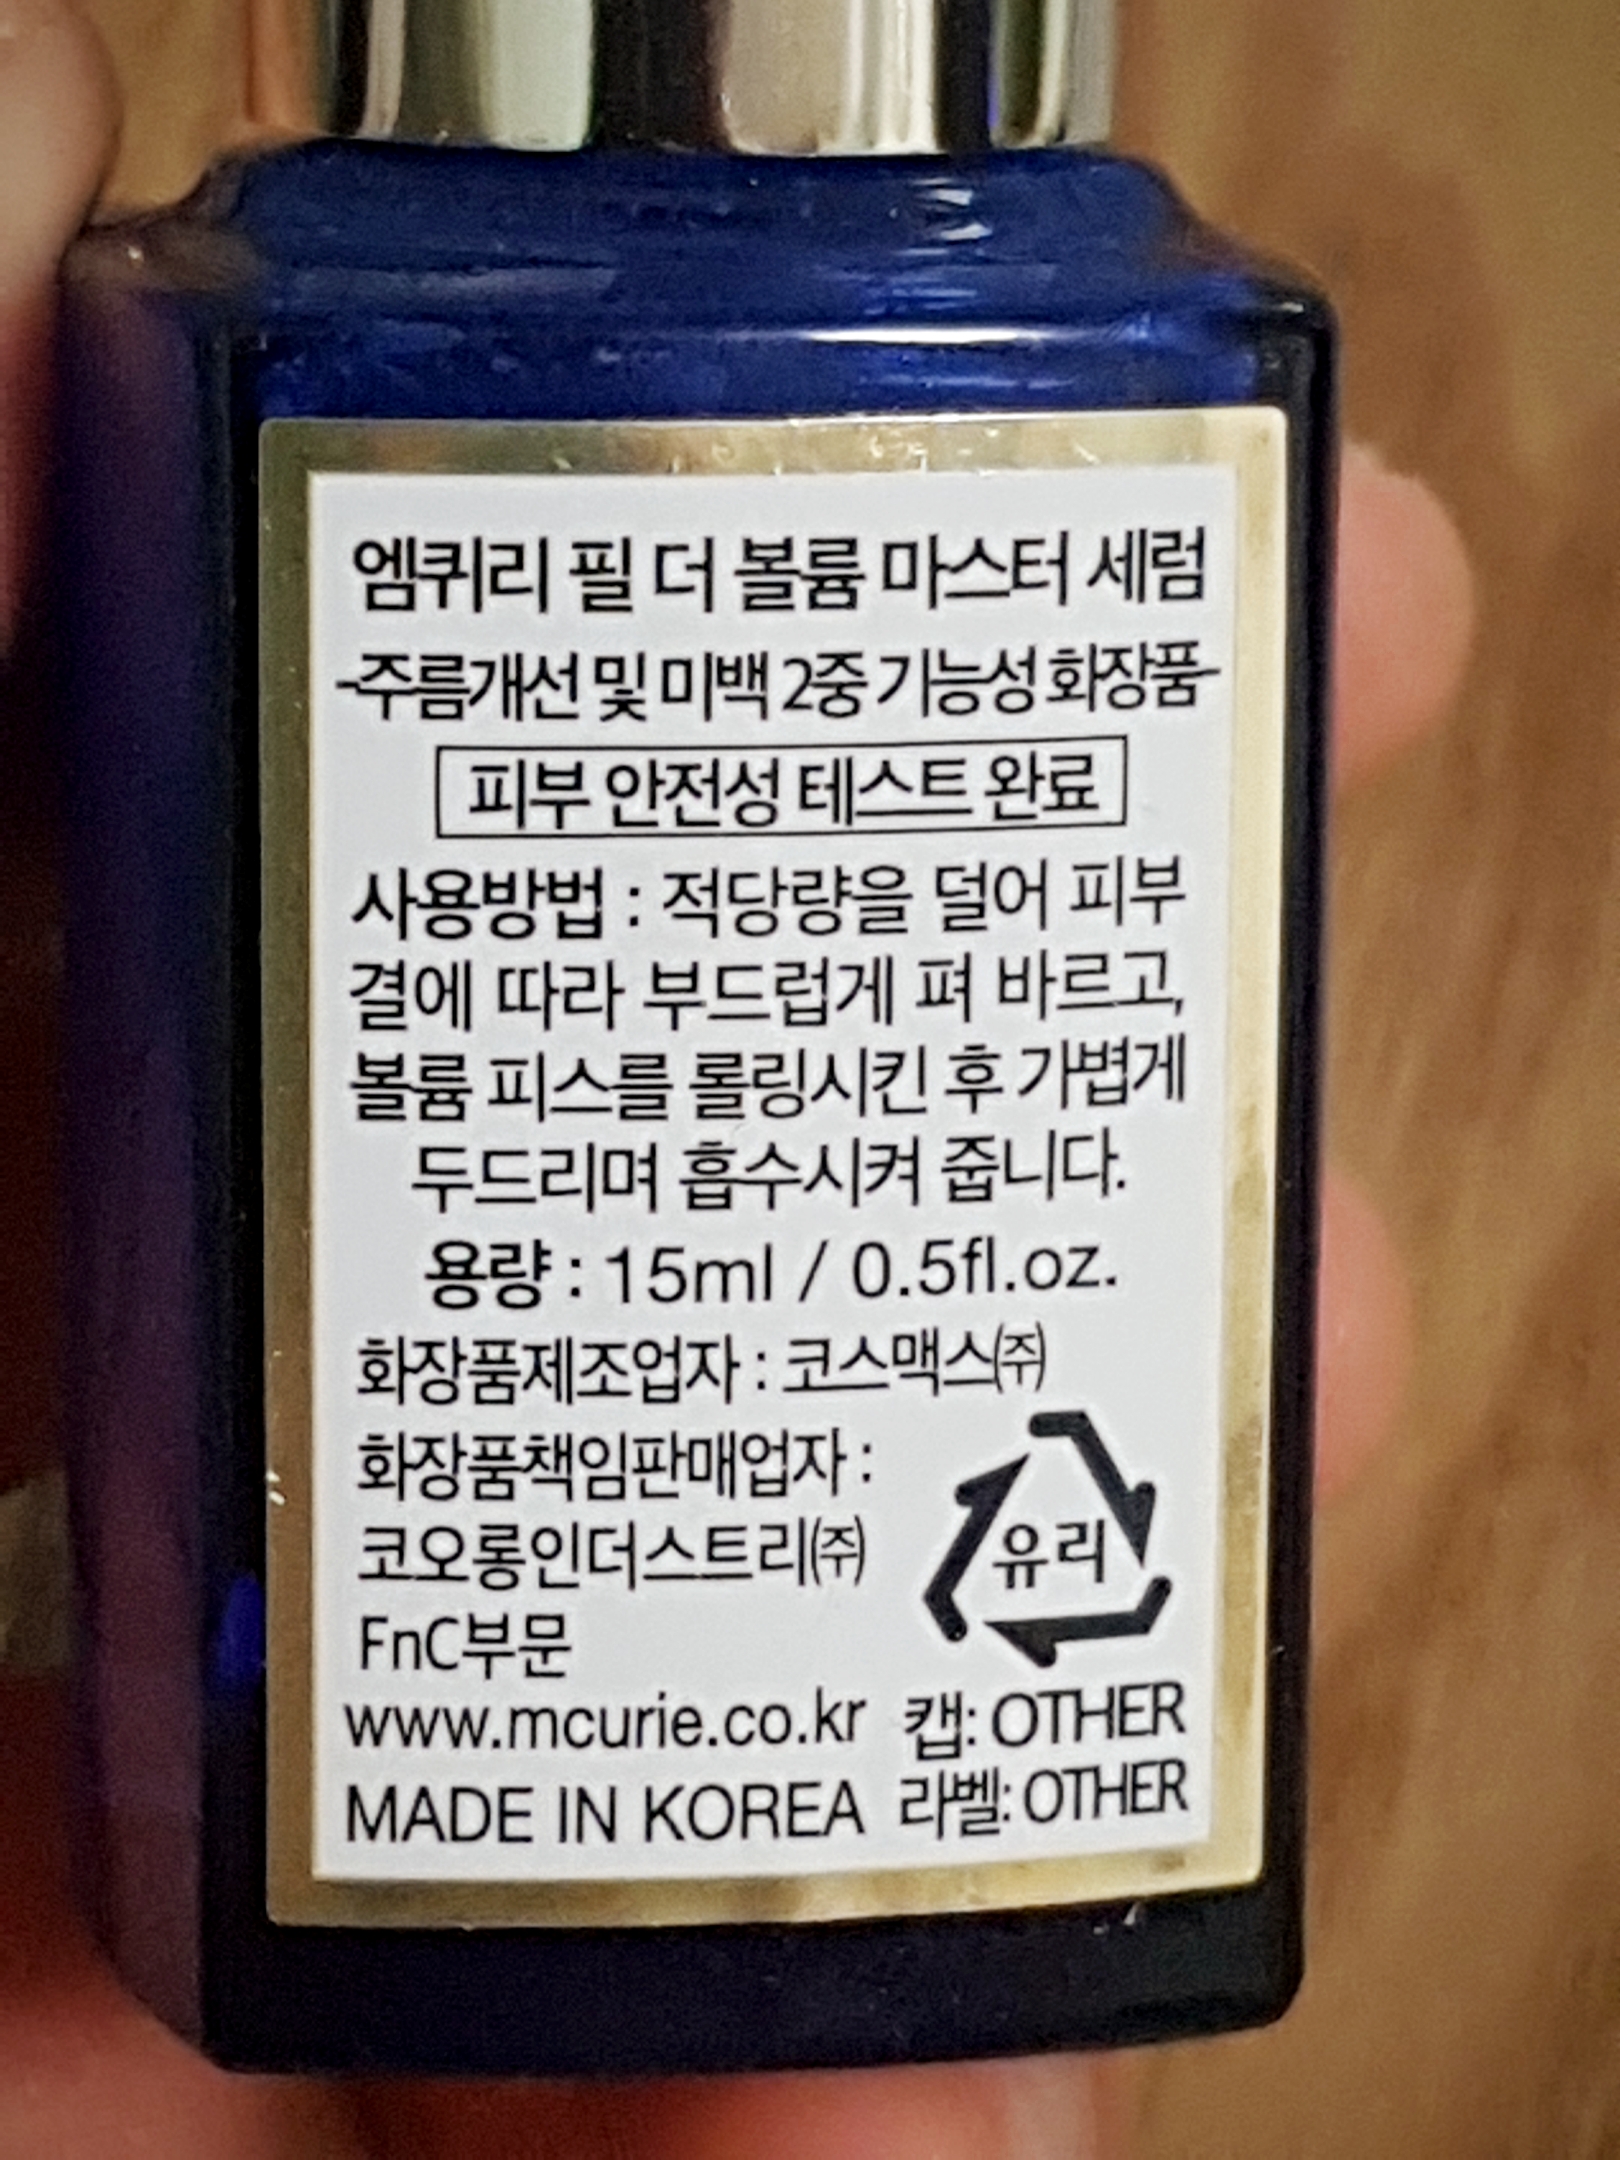 엠퀴리 필 더 볼륨 마스터 세럼
-주름개선 및 미백 2중 기능성 화장품-
피부 안전성 테스트 완료
사용방법 : 적당량을 덜어 피부
결에 따라 부드럽게 펴 바르고,
볼륨 피스를 롤링시킨 후 가볍게
두드리며 흡수시켜 줍니다.
용량 : 15ml / 0.5fl.oz.
화장품제조업자 : 코스맥스㈜
화장품책임판매업자 :
코오롱인더스트리㈜
FnC부문
유리
www.mcurie.co.kr 캡: OTHER
MADE IN KOREA 라벨: OTHER